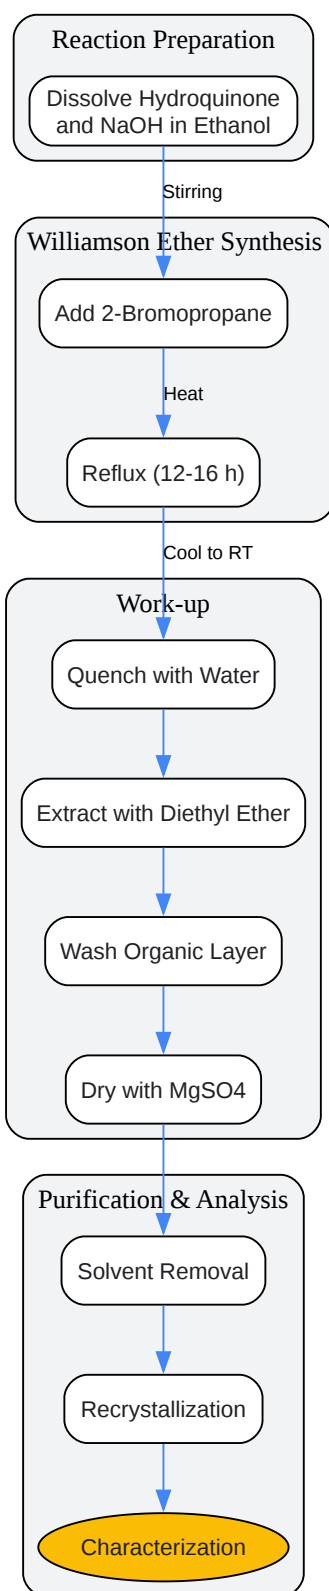 Reaction Preparation
Dissolve Hydroquinone
and NaOH in Ethanol
Stirring
Williamson Ether Synthesis
Add 2-Bromopropane
Heat
Reflux (12-16 h)
Cool to RT
Work-up
Quench with Water
Extract with Diethyl Ether
Wash Organic Layer
Dry with MgSO4
Purification & Analysis
Solvent Removal
Recrystallization
Characterization